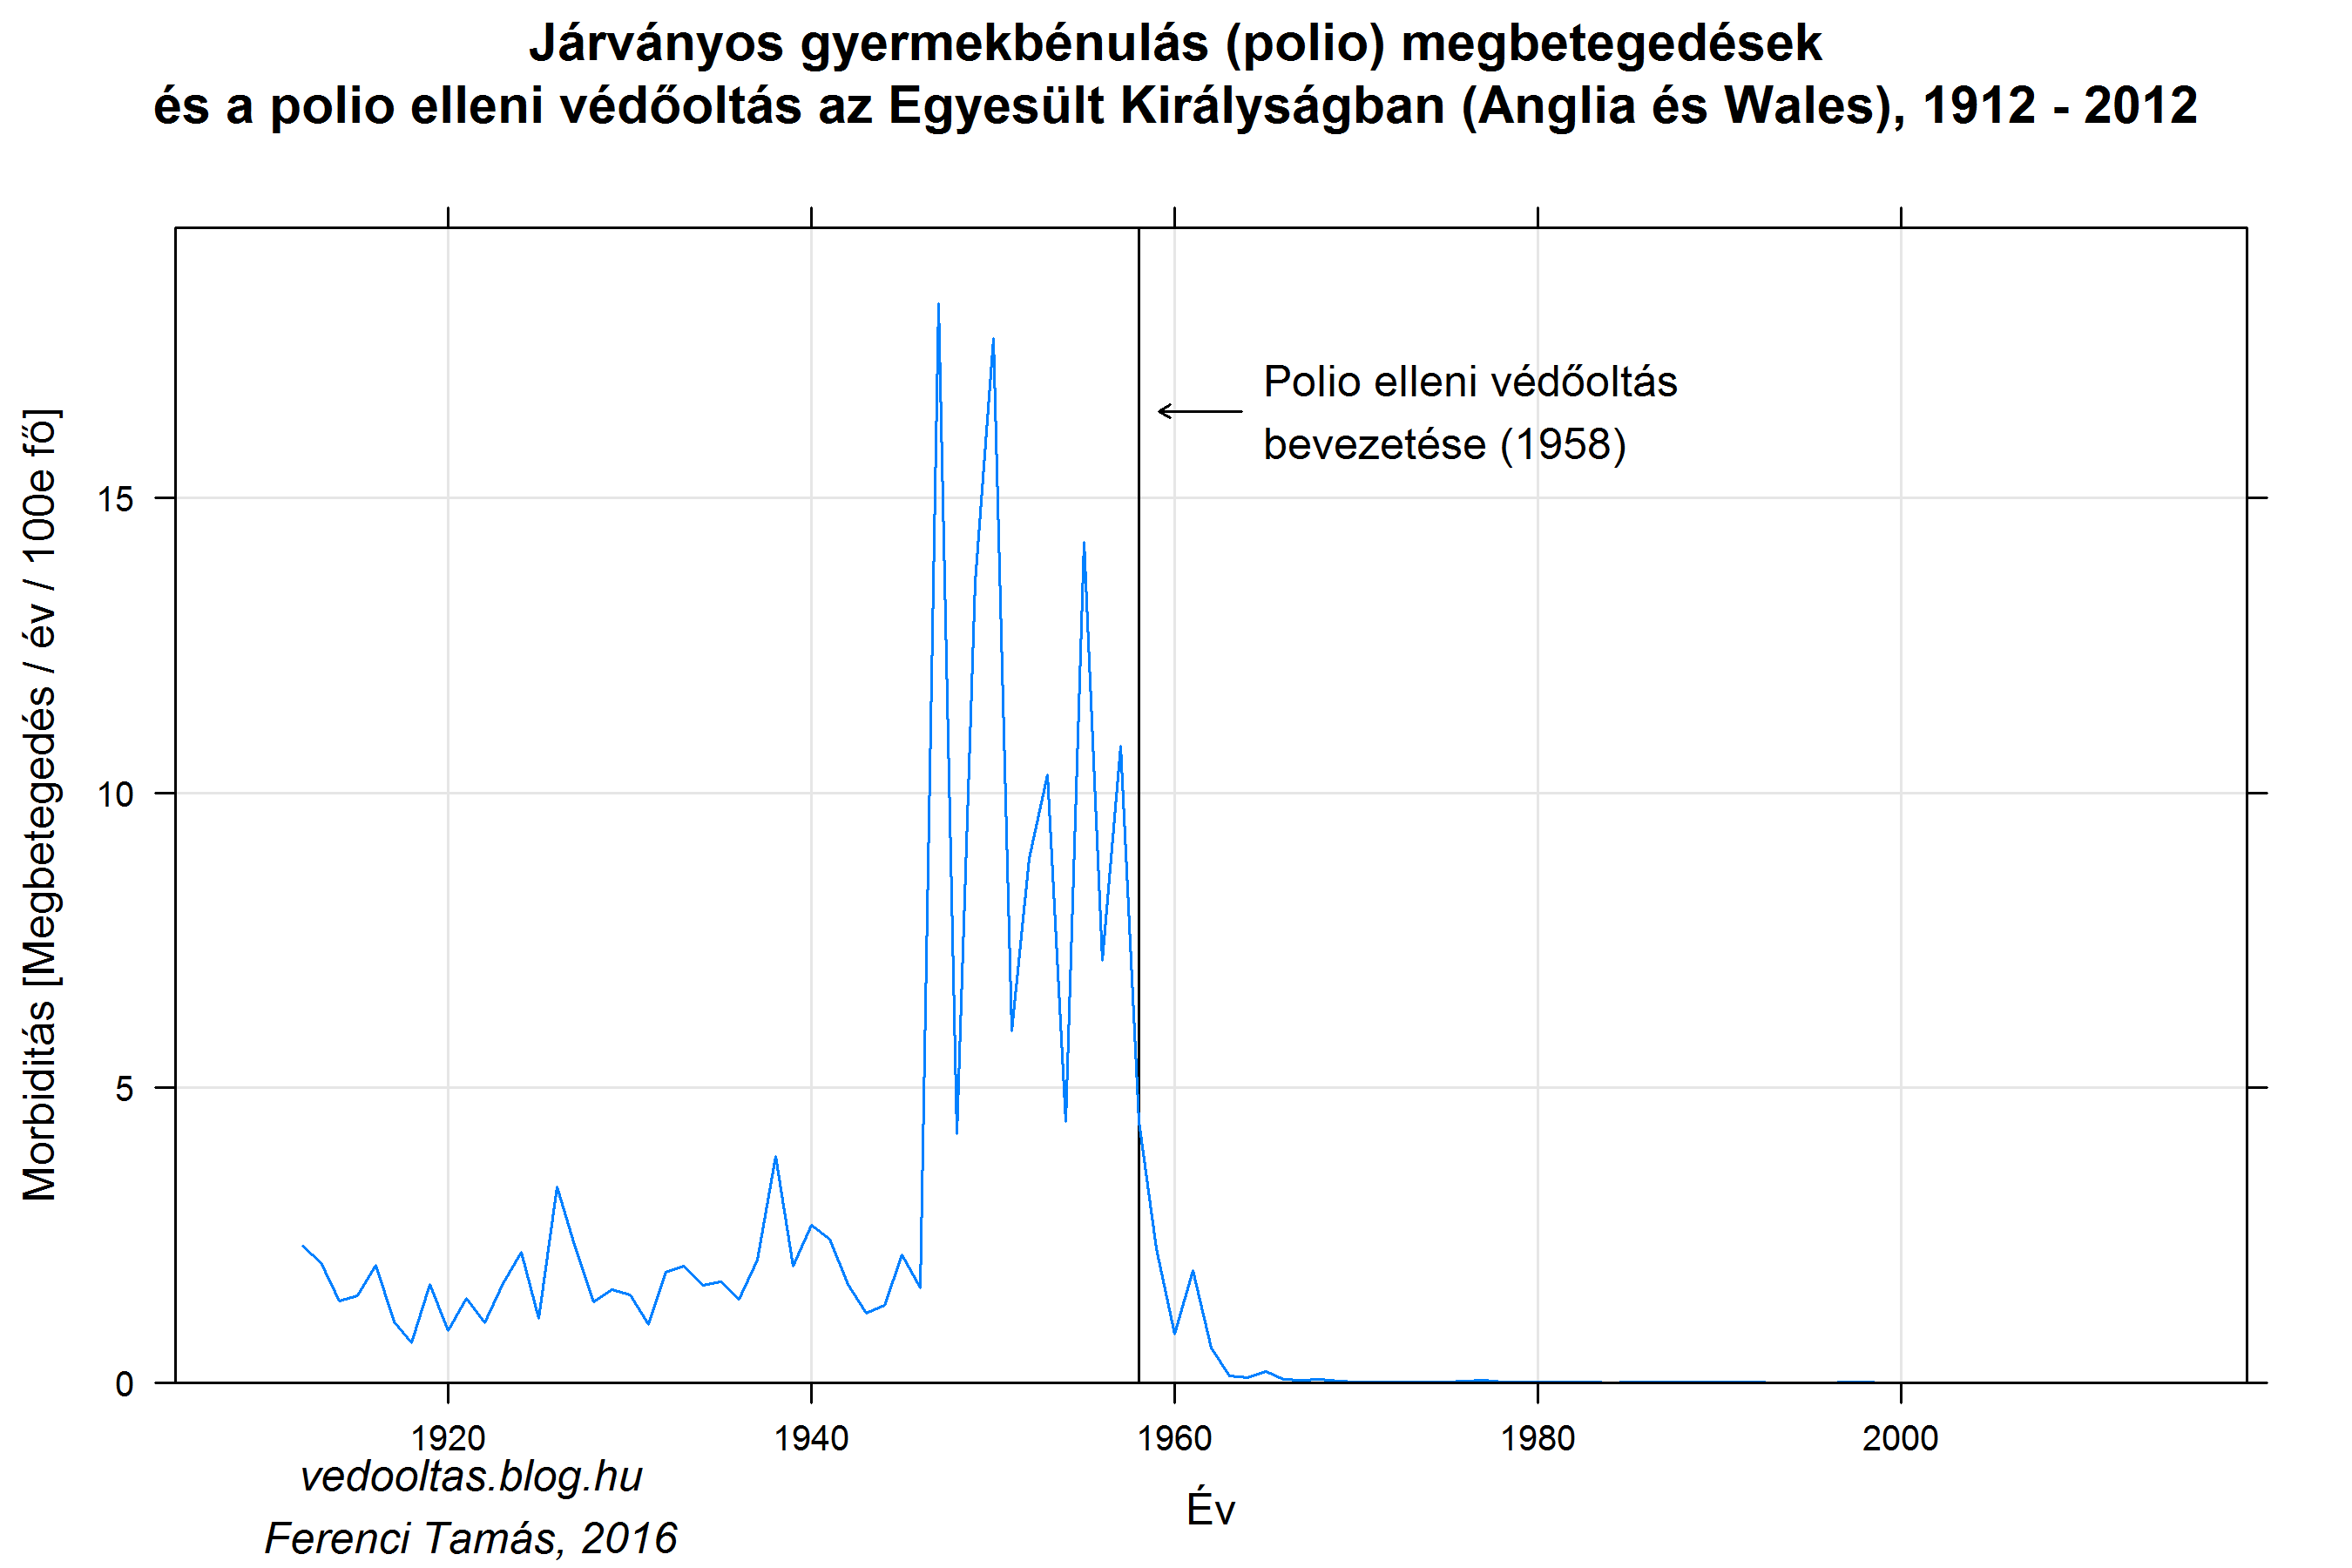 Járványos gyermekbénulás (polio) megbetegedések
és a polio elleni védőoltás az Egyesült Királyságban (Anglia és Wales), 1912 - 2012
Polio elleni védőoltás
bevezetése (1958)
Morbiditás [Megbetegedés / év / 100e fő]
15
10
5
0
1920
1940
1960
1980
2000
Év
vedooltas.blog.hu
Ferenci Tamás, 2016